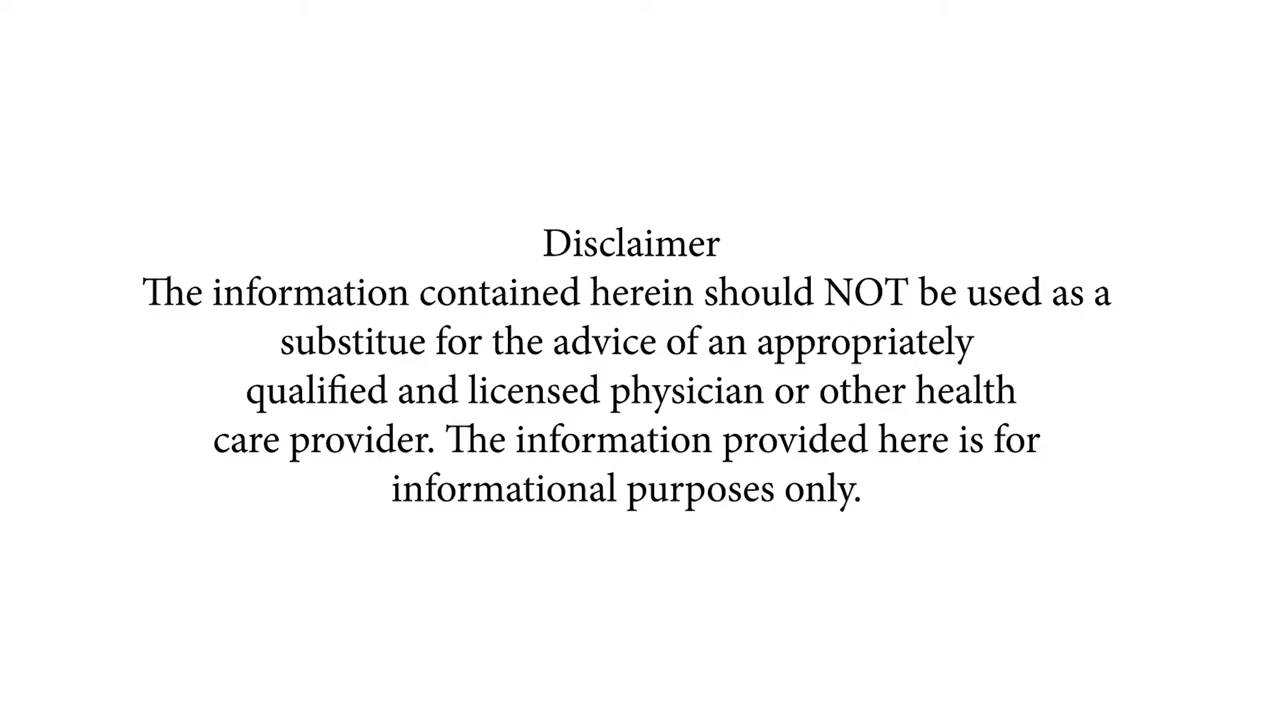 Disclaimer
The information contained herein should NOT be used as a
substitue for the advice of an appropriately
qualified and licensed physician or other health
care provider. The information provided here is for
informational purposes only.